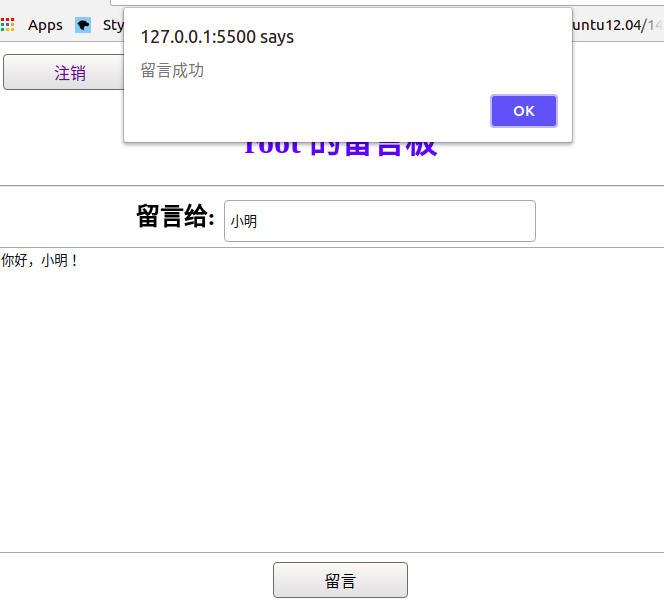 Apps Sty untu12.04/14
127.0.0.1:5500 says
留言成功
OK
注销
root 的留言板
留言给: 小明
你好，小明！
留言